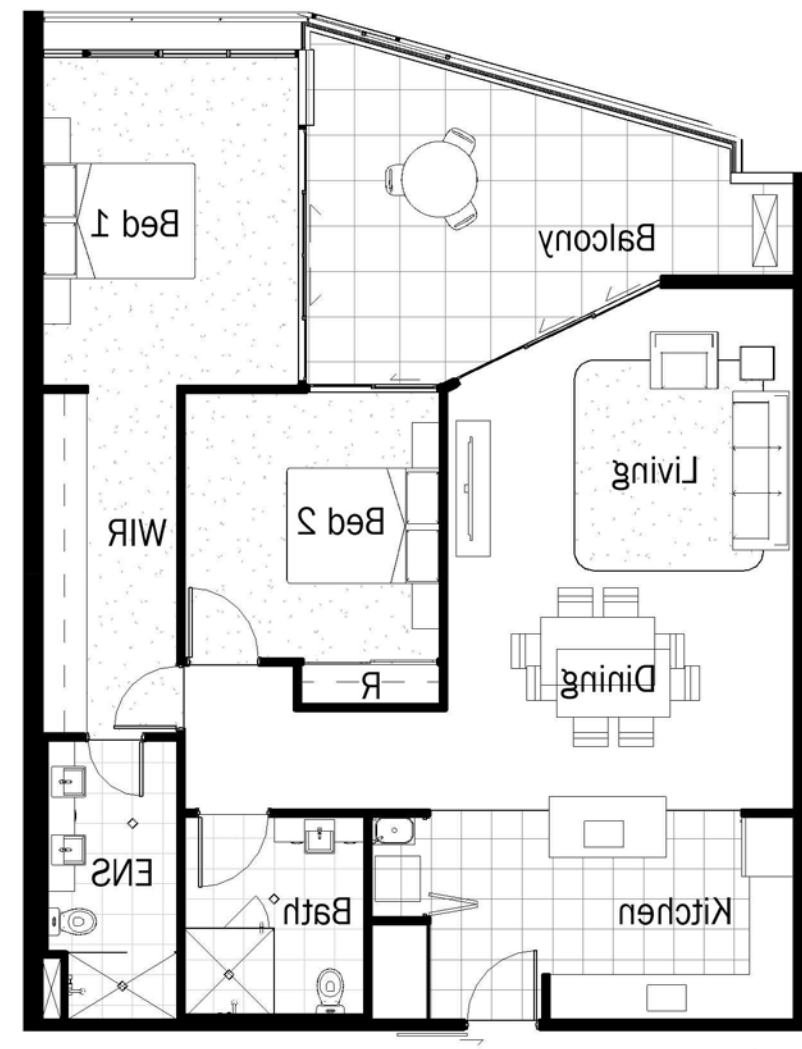 Bed 1
Balcony
Living
Bed 2
WIR
Dining
R
ENS
Bath
Kitchen